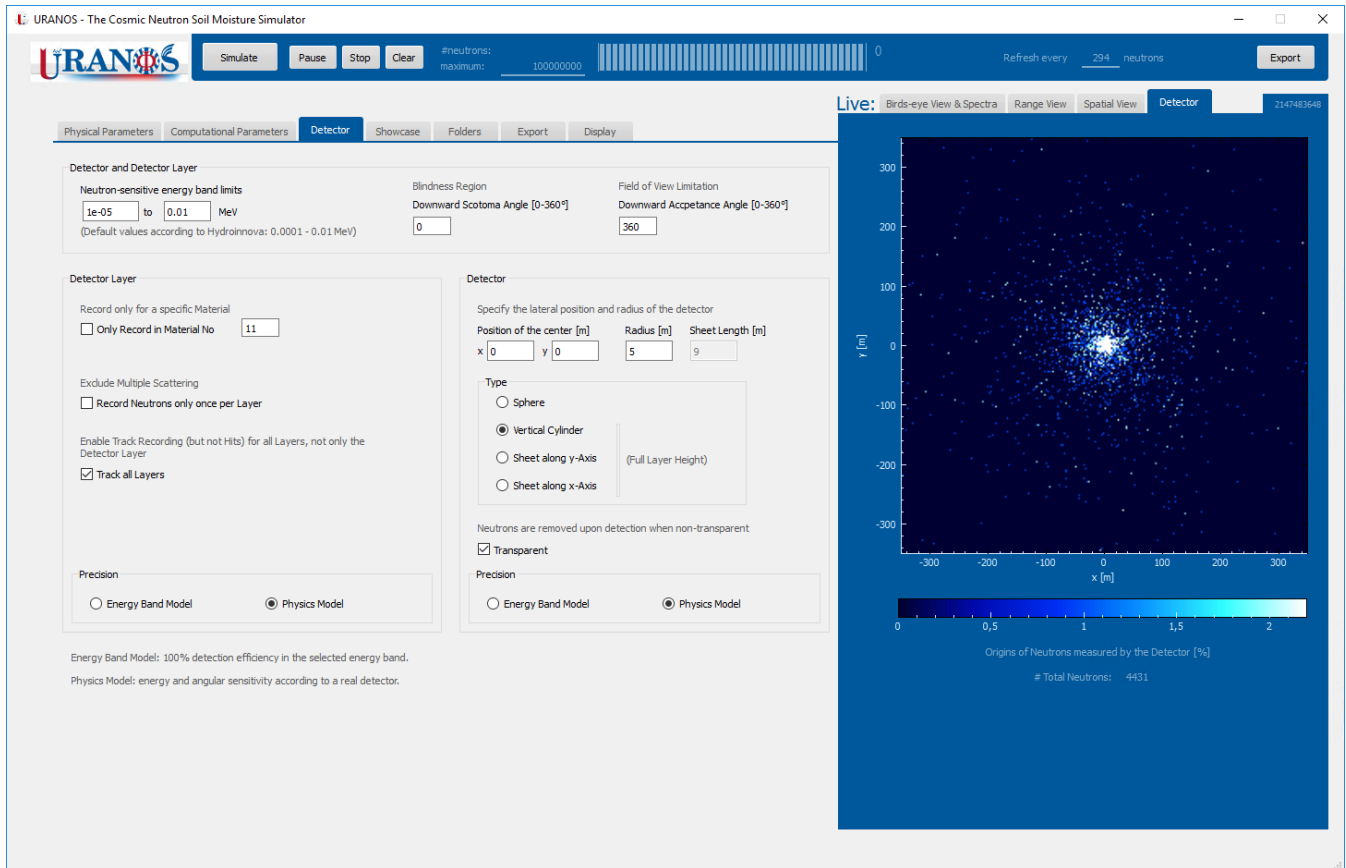 URANOS - The Cosmic Neutron Soil Moisture Simulator
URANOS
Simulate
Pause
Stop
Clear
#neutrons:
maximum: 100000000
0
Refresh every 294 neutrons
Export
Live:
Birds-eye View & Spectra
Range View
Spatial View
Detector
2147483648
Physical Parameters
Computational Parameters
Detector
Showcase
Folders
Export
Display
Detector and Detector Layer
Neutron-sensitive energy band limits
1e-05 to 0.01 MeV
(Default values according to Hydroinnova: 0.0001 - 0.01 MeV)
Blindness Region
Downward Scotoma Angle [0-360°]
0
Field of View Limitation
Downward Accpetance Angle [0-360°]
360
Detector Layer
Record only for a specific Material
Only Record in Material No 11
Exclude Multiple Scattering
Record Neutrons only once per Layer
Enable Track Recording (but not Hits) for all Layers, not only the
Detector Layer
Track all Layers
Precision
Energy Band Model
Physics Model
Detector
Specify the lateral position and radius of the detector
Position of the center [m] Radius [m] Sheet Length [m]
x 0 y 0 5 9
Type
Sphere
Vertical Cylinder
Sheet along y-Axis
(Full Layer Height)
Sheet along x-Axis
Neutrons are removed upon detection when non-transparent
Transparent
Precision
Energy Band Model
Physics Model
Energy Band Model: 100% detection efficiency in the selected energy band.
Physics Model: energy and angular sensitivity according to a real detector.
300
200
100
0
-100
-200
-300
y [m]
-300 -200 -100 0 100 200 300
x [m]
0 0,5 1 1,5 2
Origins of Neutrons measured by the Detector [%]
# Total Neutrons: 4431